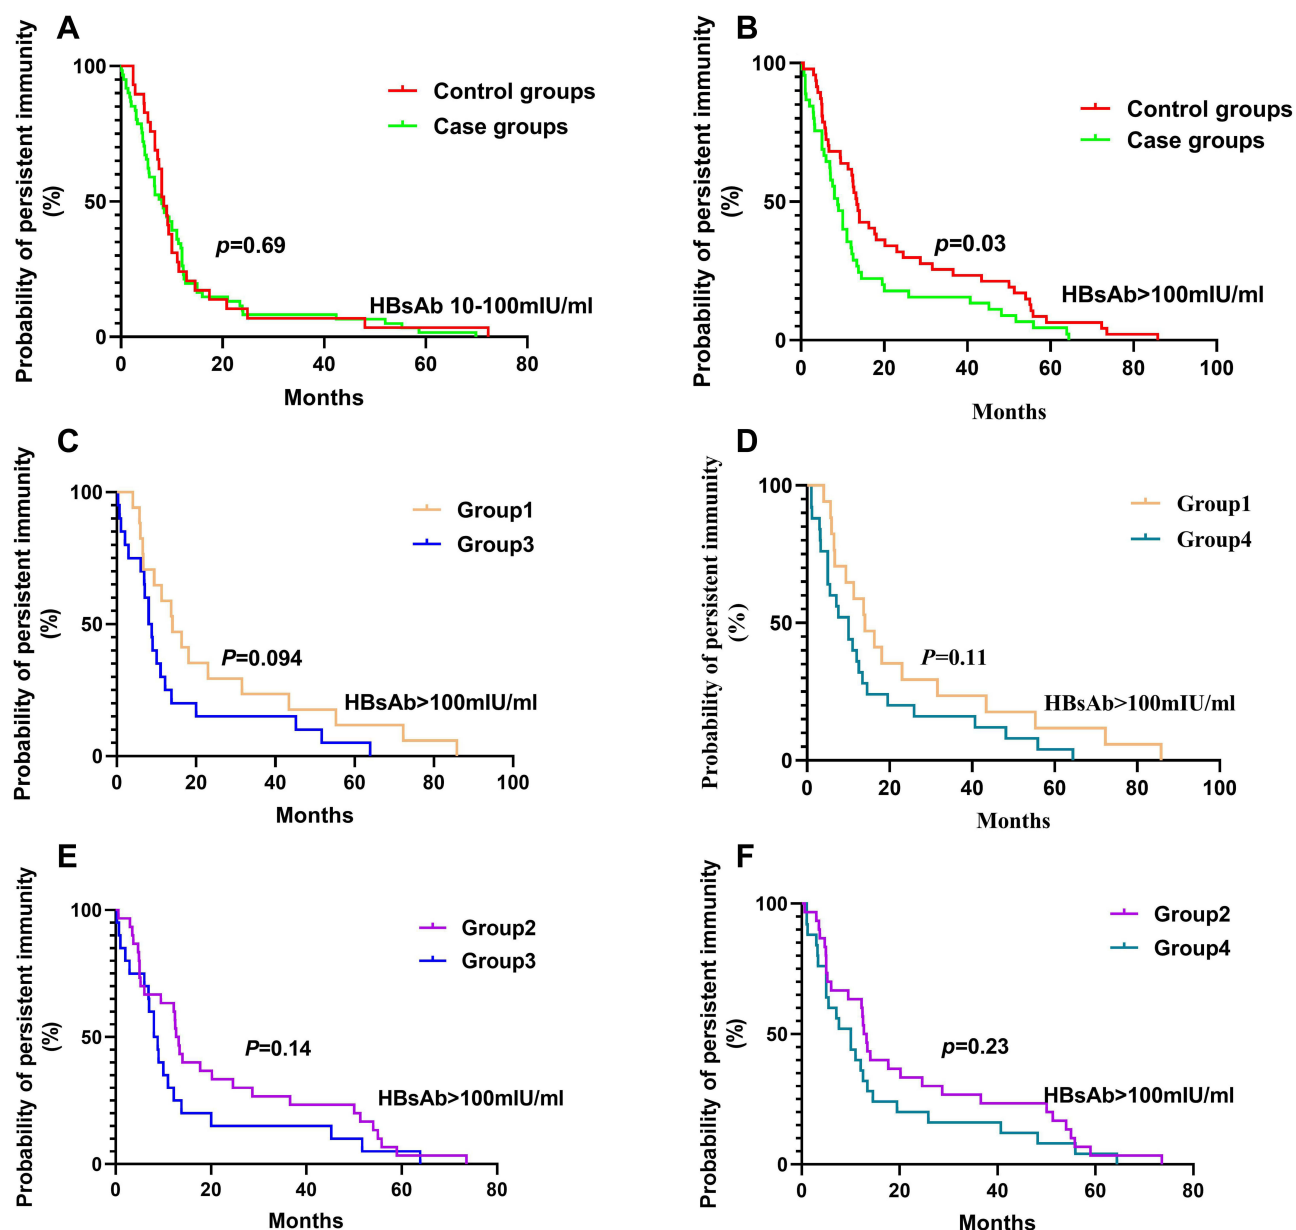 A
Probability of persistent immunity
(%)
100
50
0
0 20 40 60 80
Months
Control groups
Case groups
p=0.69
HBsAb 10-100mIU/ml
B
Probability of persistent immunity
(%)
100
50
0
0 20 40 60 80 100
Months
Control groups
Case groups
p=0.03
HBsAb>100mIU/ml
C
Probability of persistent immunity
(%)
100
50
0
0 20 40 60 80 100
Months
Group1
Group3
P=0.094
HBsAb>100mIU/ml
D
Probability of persistent immunity
(%)
100
50
0
0 20 40 60 80 100
Months
Group1
Group4
P=0.11
HBsAb>100mIU/ml
E
Probability of persistent immunity
(%)
100
50
0
0 20 40 60 80
Months
Group2
Group3
P=0.14
HBsAb>100mIU/ml
F
Probability of persistent immunity
(%)
100
50
0
0 20 40 60 80
Months
Group2
Group4
p=0.23
HBsAb>100mIU/ml